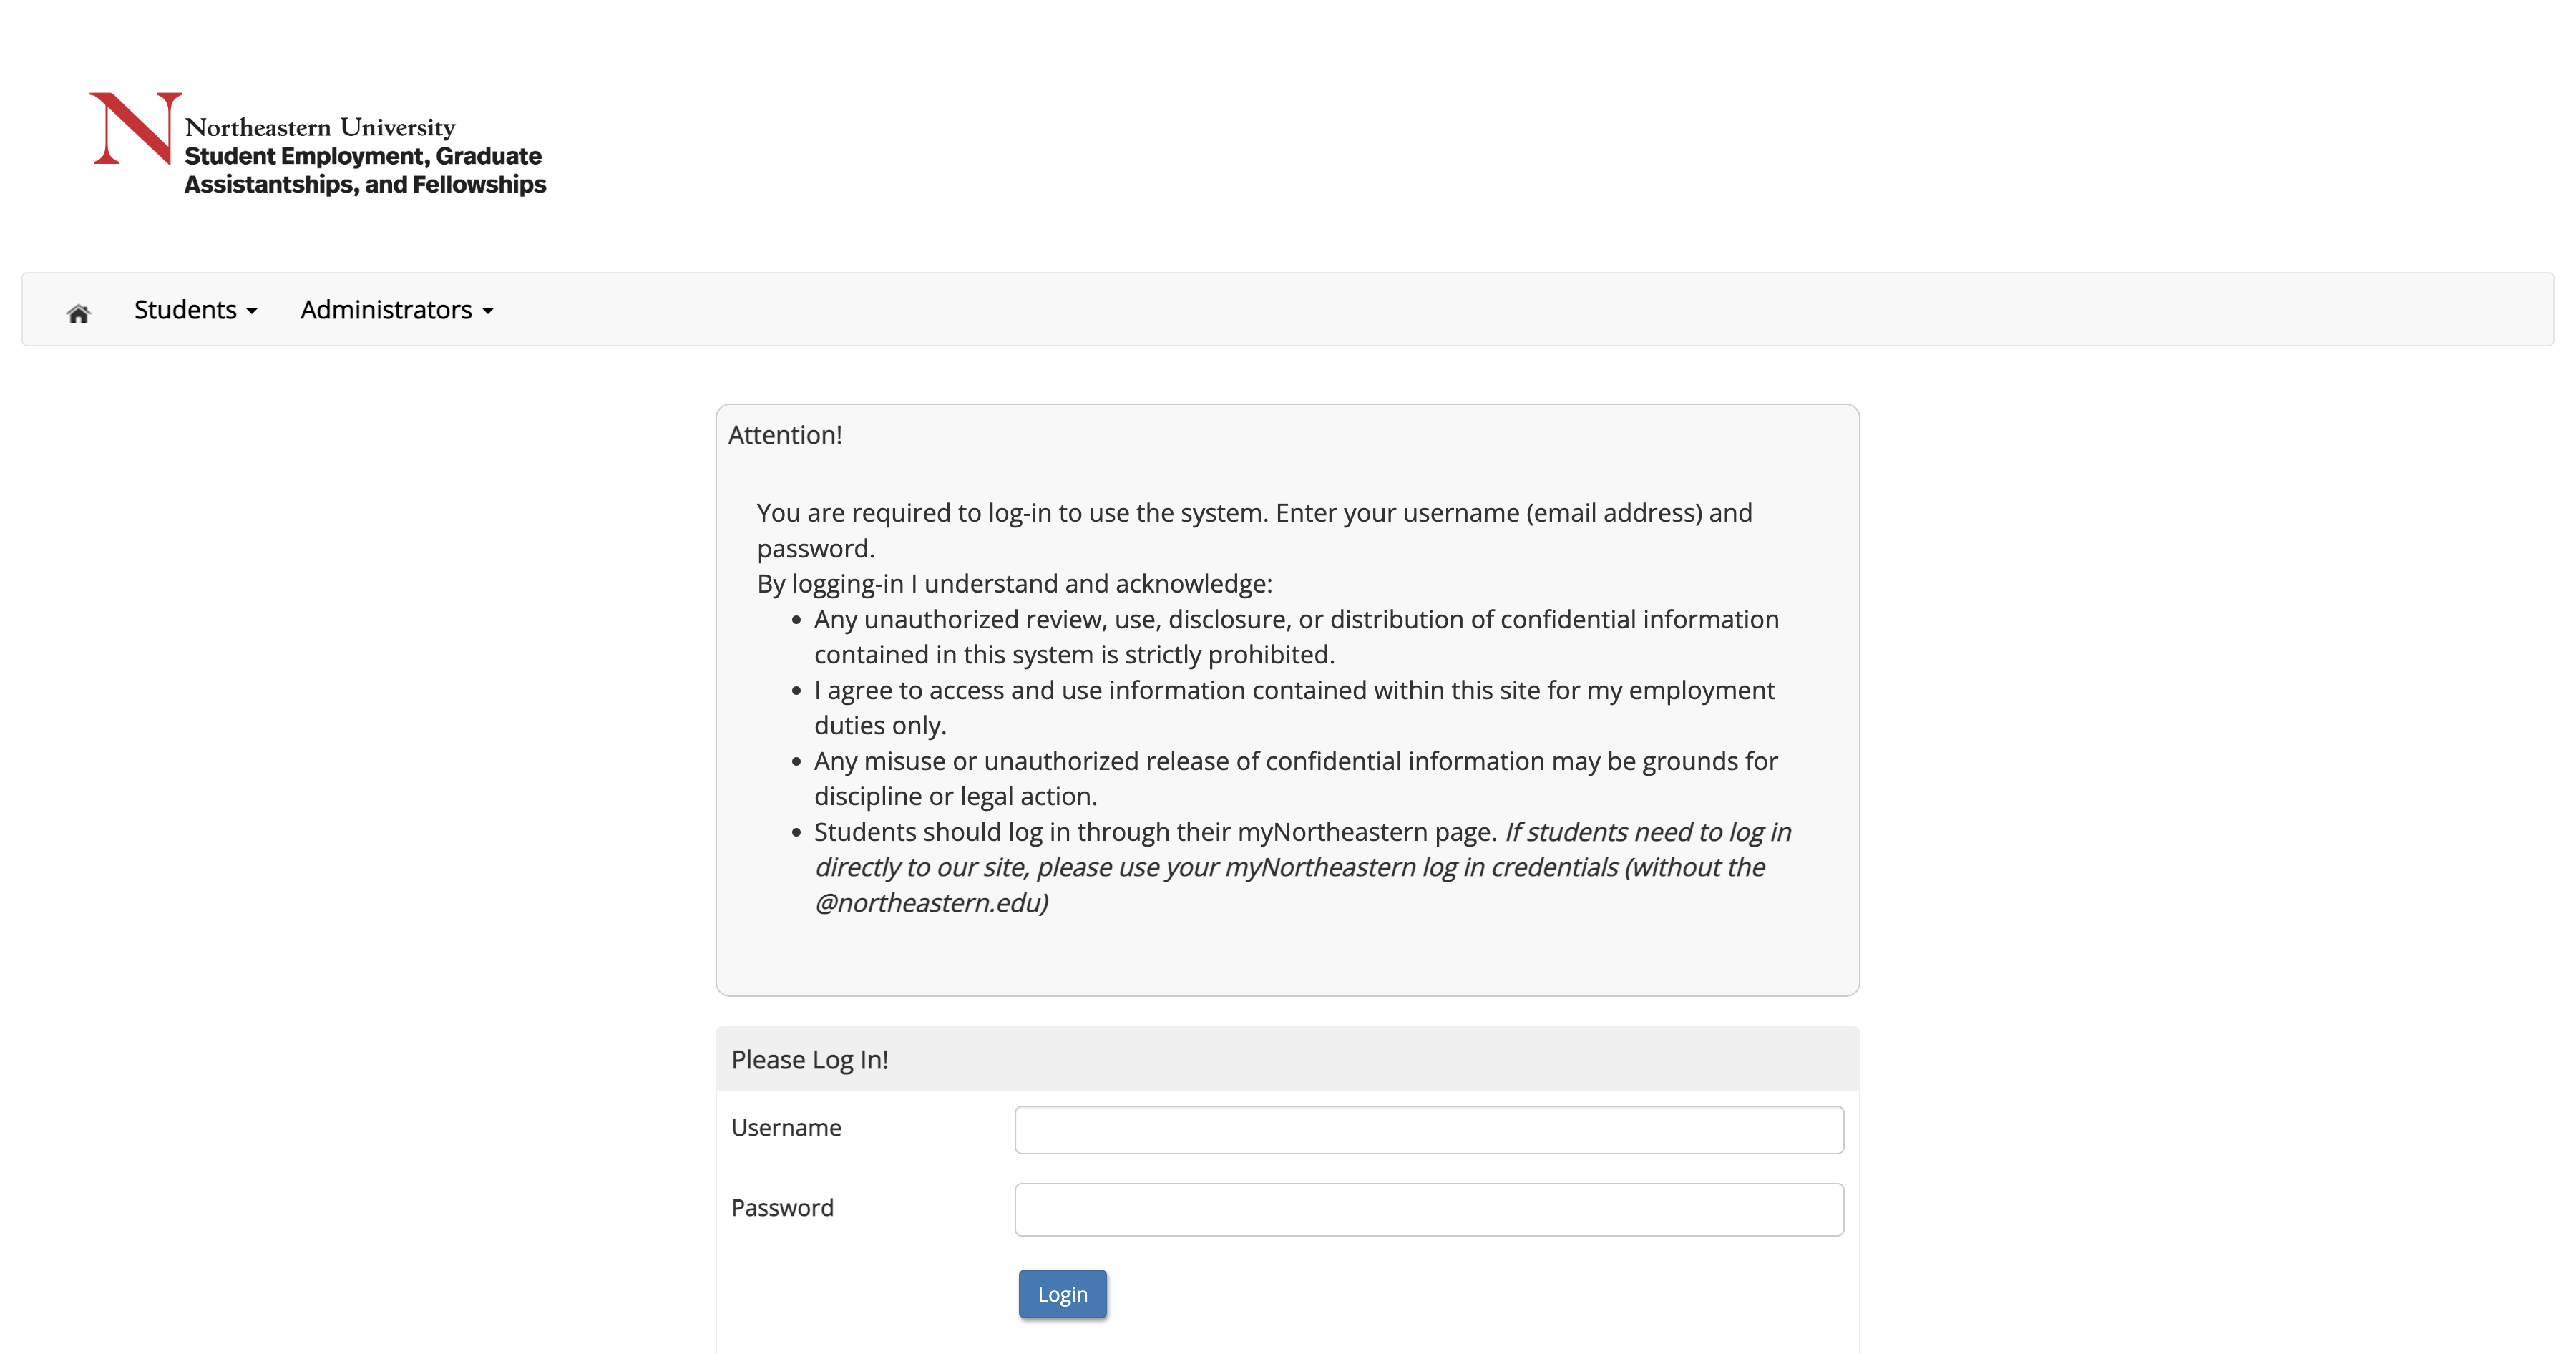 N
Northeastern University
Student Employment, Graduate
Assistantships, and Fellowships
Students
Administrators
Attention!
You are required to log-in to use the system. Enter your username (email address) and
password.
By logging-in I understand and acknowledge:
• Any unauthorized review, use, disclosure, or distribution of confidential information
contained in this system is strictly prohibited.
• I agree to access and use information contained within this site for my employment
duties only.
• Any misuse or unauthorized release of confidential information may be grounds for
discipline or legal action.
• Students should log in through their myNortheastern page. If students need to log in
directly to our site, please use your myNortheastern log in credentials (without the
@northeastern.edu)
Please Log In!
Username
Password
Login